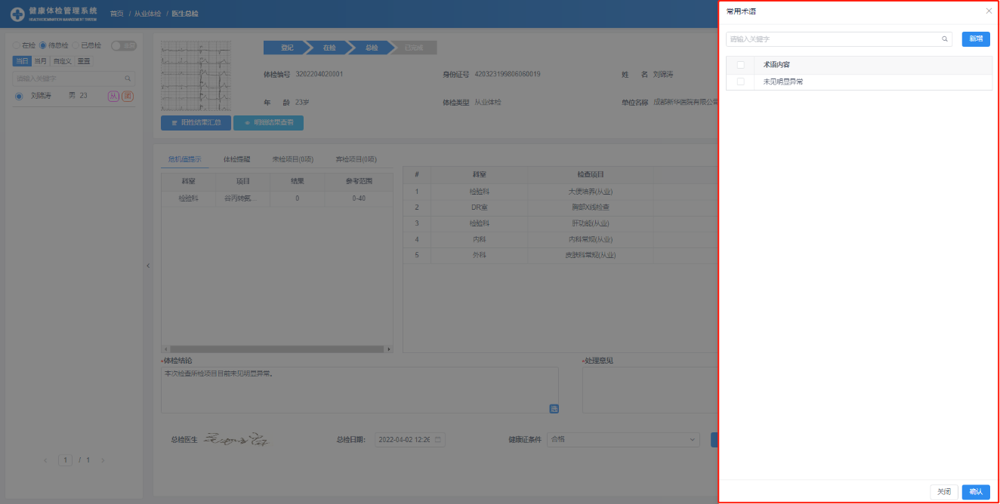 健康体检管理系统 首页 / 从业体检 / 医生总检
HEALTH EXAMINATION MANAGEMENT SYSTEM
在检 待总检 已总检
当日 当月 自定义 重置
请输入关键字
刘锦涛 男 23 从 团
< 1 / 1 >
登记 在检 总检 已完成
体检编号 3202204020001 身份证号 420323199806060019 姓 名 刘锦涛
年 龄 23岁 体检类型 从业体检 单位名称 成都新华医院有限公司
阳性结果汇总 明细结果查看
危机值提示 体检提醒 未检项目(0项) 弃检项目(0项)
科室 项目 结果 参考范围
检验科 谷丙转氨... 0 0-40
# 科室 检查项目
1 检验科 大便培养(从业)
2 DR室 胸部X线检查
3 检验科 肝功能(从业)
4 内科 内科常规(从业)
5 外科 皮肤科常规(从业)
*体检结论 *处理意见
本次检查所检项目目前未见明显异常。
选
总检医生 总检日期: 2022-04-02 12:26 健康证条件 合格
常用术语
请输入关键字 新增
术语内容
未见明显异常
关闭 确认